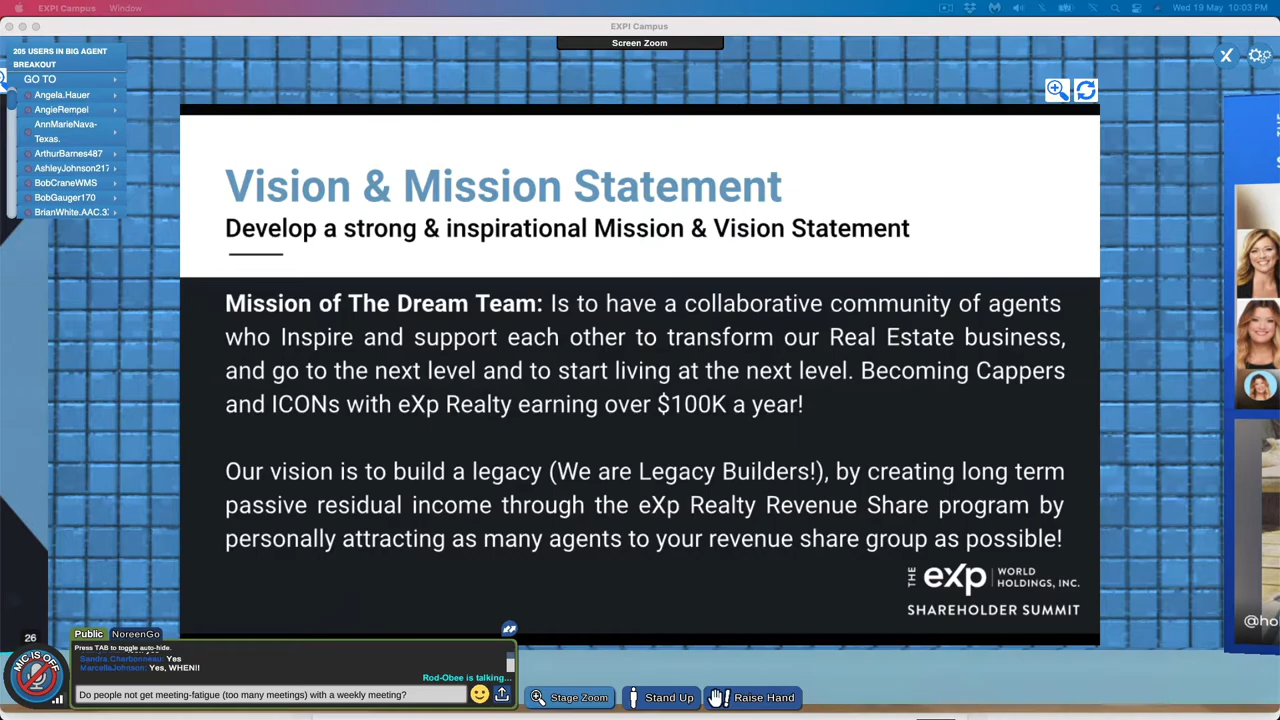 EXPI Campus
Window
Wed 19 May 10:03 PM
EXPI Campus
Screen Zoom
205 USERS IN BIG AGENT
BREAKOUT
GO TO
Angela.Hauer
AngieRempel
AnnMarieNava-
Texas.
ArthurBarnes487
AshleyJohnson217
BobCraneWMS
BobGauger170
BrianWhite.AAC.3
X
Vision & Mission Statement
Develop a strong & inspirational Mission & Vision Statement
Mission of The Dream Team: Is to have a collaborative community of agents
who Inspire and support each other to transform our Real Estate business,
and go to the next level and to start living at the next level. Becoming Cappers
and ICONs with eXp Realty earning over $100K a year!
Our vision is to build a legacy (We are Legacy Builders!), by creating long term
passive residual income through the eXp Realty Revenue Share program by
personally attracting as many agents to your revenue share group as possible!
THE eXp WORLD
HOLDINGS, INC.
SHAREHOLDER SUMMIT
@ho
26
MIC IS OFF
Public
NoreenGo
Press TAB to toggle auto-hide.
Sandra.Charbonneau: Yes
MarcellaJohnson: Yes, WHEN!!
Rod-Obee is talking...
Do people not get meeting-fatigue (too many meetings) with a weekly meeting?
Stage Zoom
Stand Up
Raise Hand